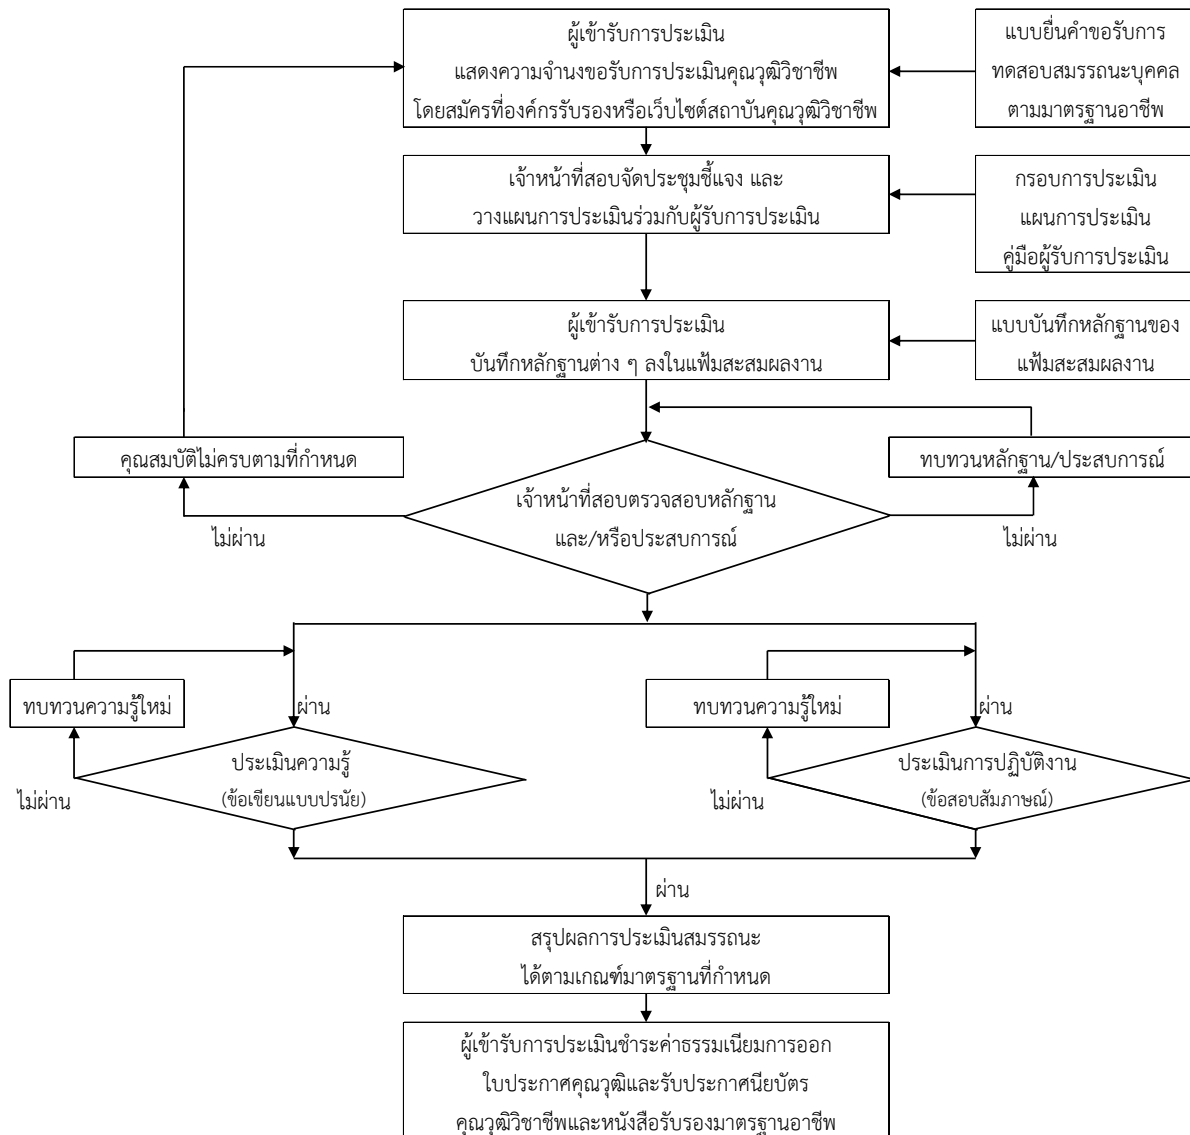 ผู้เข้ารับการประเมิน
แสดงความจำนงขอรับการประเมินคุณวุฒิวิชาชีพ
โดยสมัครที่องค์กรรับรองหรือเว็บไซต์สถาบันคุณวุฒิวิชาชีพ
แบบยื่นคำขอรับการ
ทดสอบสมรรถนะบุคคล
ตามมาตรฐานอาชีพ
เจ้าหน้าที่สอบจัดประชุมชี้แจง และ
วางแผนการประเมินร่วมกับผู้รับการประเมิน
กรอบการประเมิน
แผนการประเมิน
คู่มือผู้รับการประเมิน
ผู้เข้ารับการประเมิน
บันทึกหลักฐานต่าง ๆ ลงในแฟ้มสะสมผลงาน
แบบบันทึกหลักฐานของ
แฟ้มสะสมผลงาน
คุณสมบัติไม่ครบตามที่กำหนด
ทบทวนหลักฐาน/ประสบการณ์
เจ้าหน้าที่สอบตรวจสอบหลักฐาน
และ/หรือประสบการณ์
ไม่ผ่าน
ไม่ผ่าน
ทบทวนความรู้ใหม่
ผ่าน
ทบทวนความรู้ใหม่
ผ่าน
ประเมินความรู้
(ข้อเขียนแบบปรนัย)
ไม่ผ่าน
ประเมินการปฏิบัติงาน
(ข้อสอบสัมภาษณ์)
ไม่ผ่าน
ผ่าน
สรุปผลการประเมินสมรรถนะ
ได้ตามเกณฑ์มาตรฐานที่กำหนด
ผู้เข้ารับการประเมินชำระค่าธรรมเนียมการออก
ใบประกาศคุณวุฒิและรับประกาศนียบัตร
คุณวุฒิวิชาชีพและหนังสือรับรองมาตรฐานอาชีพ